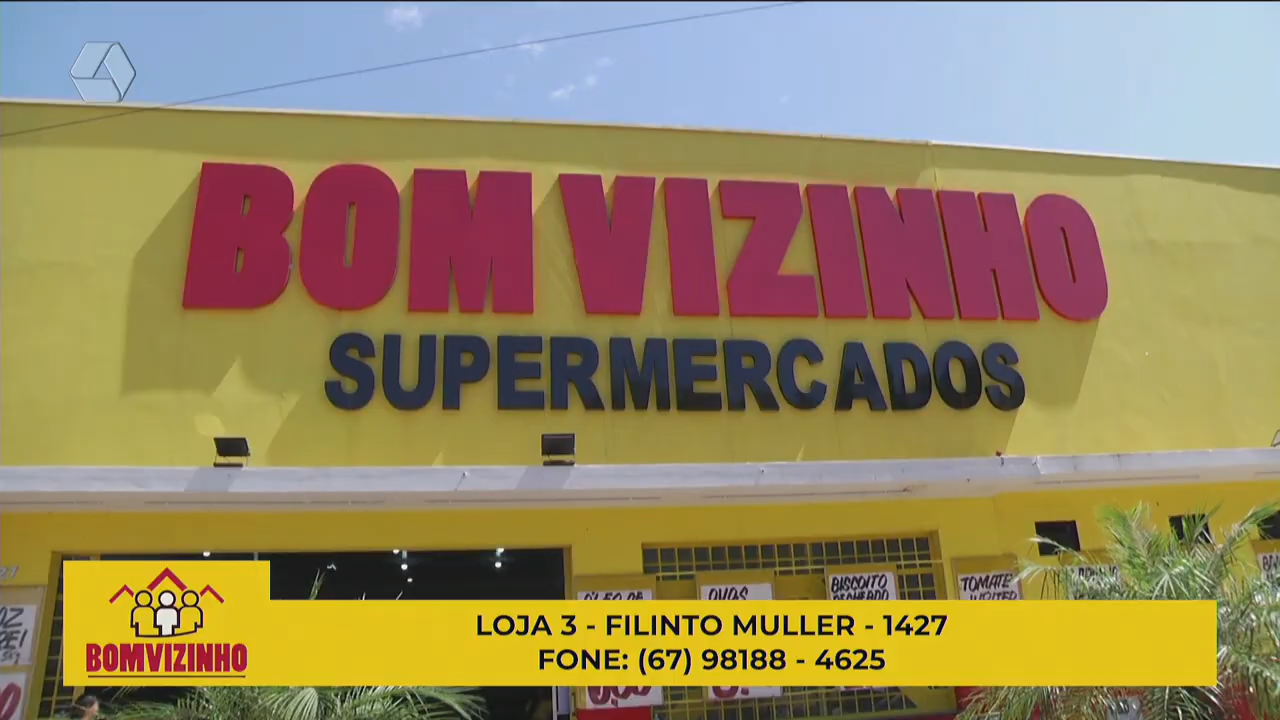 BOM VIZINHO
SUPERMERCADOS
OVOS
BISCOITO
TOMATE
LOJA 3 - FILINTO MULLER - 1427
FONE: (67) 98188 - 4625
BOMVIZINHO